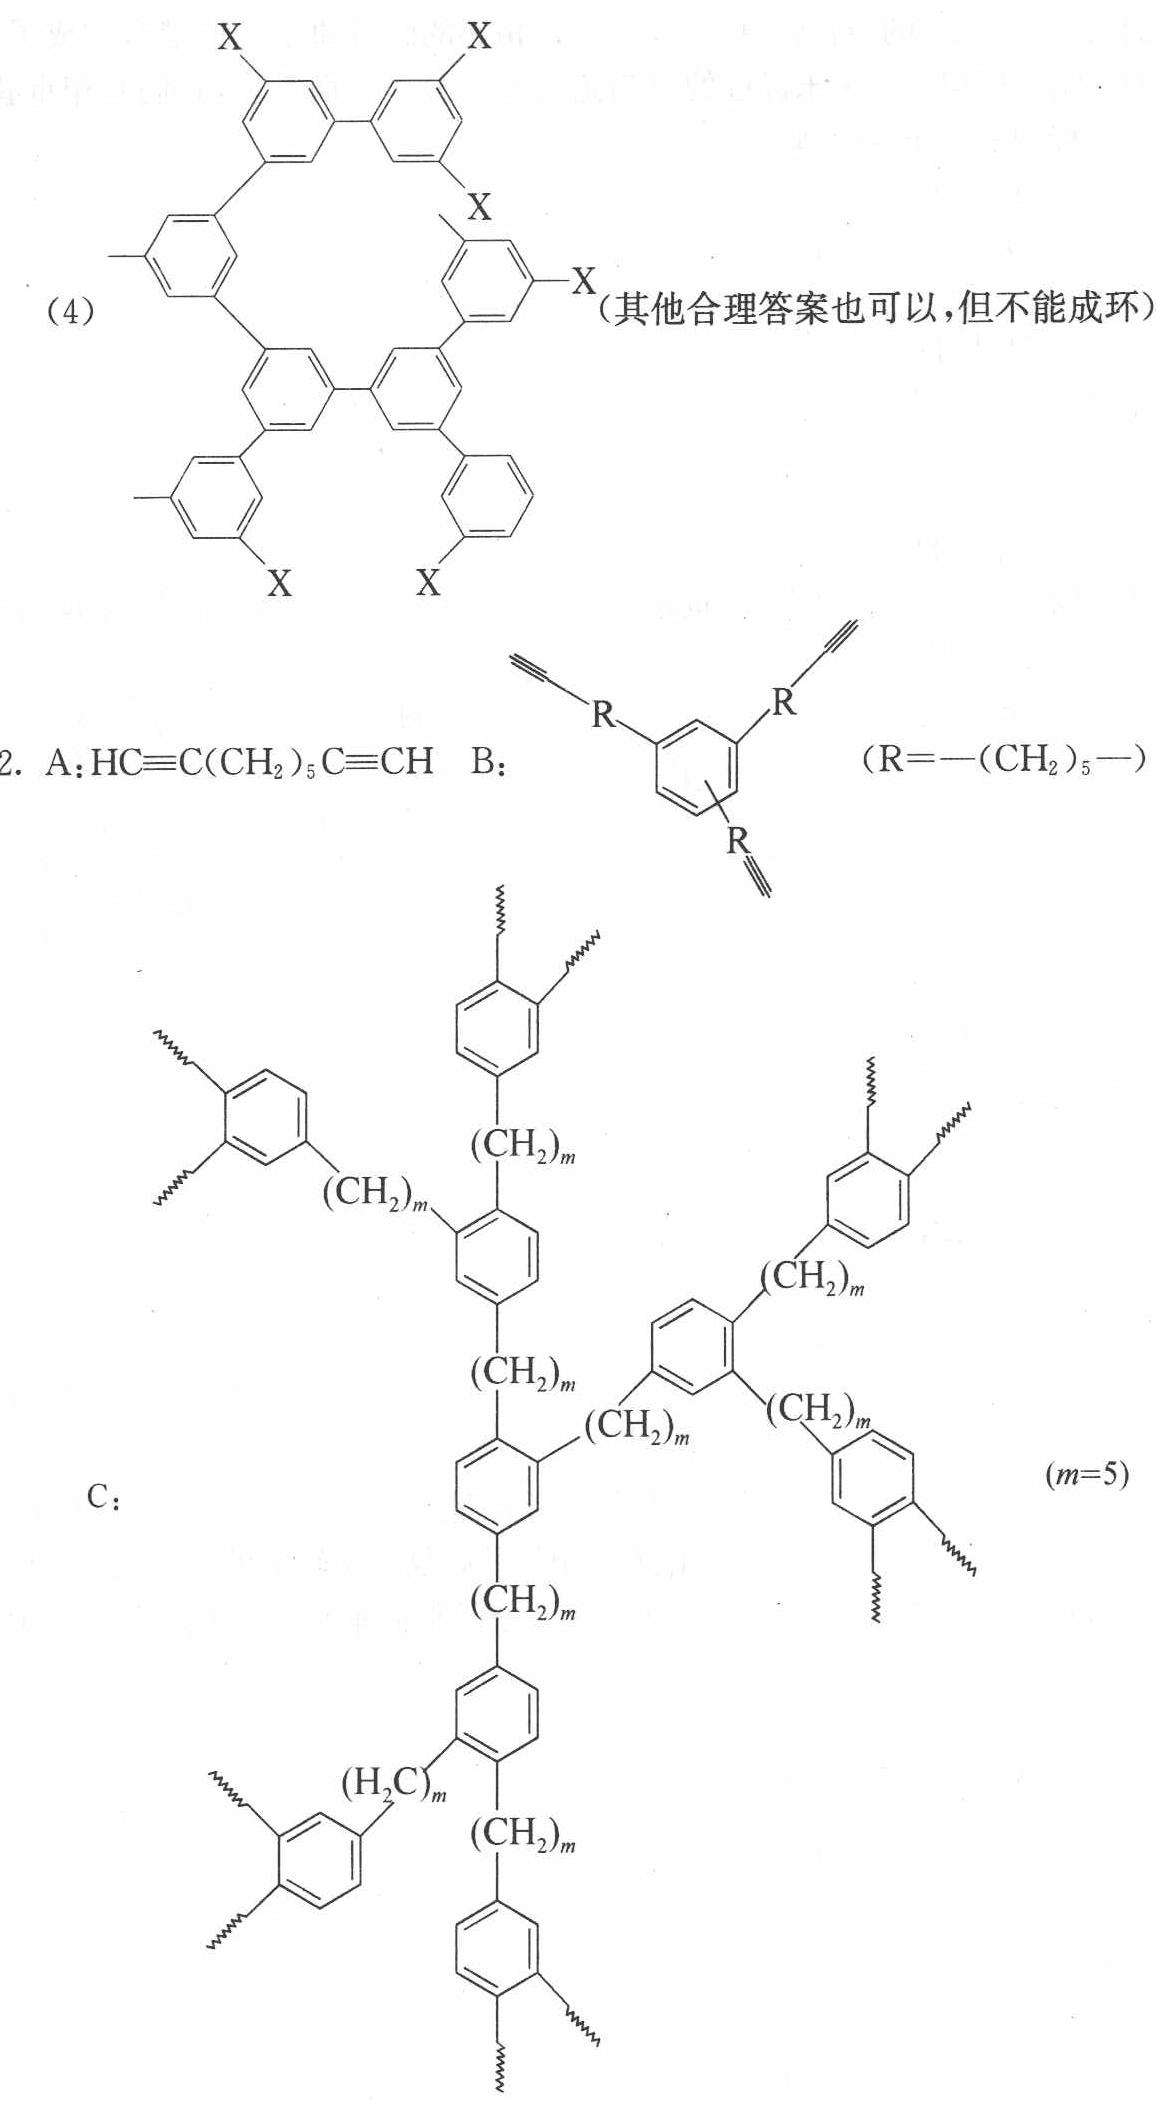 X X
X
(4) X (其他合理答案也可以,但不能成环)
X X
2. A:HC≡C(CH₂)₅C≡CH B: (R=—(CH₂)₅—)
R R
R
(CH₂)m
(CH₂)m
(CH₂)m
(CH₂)m
(CH₂)m
(CH₂)m
C: (m=5)
(CH₂)m
(H₂C)m
(CH₂)m